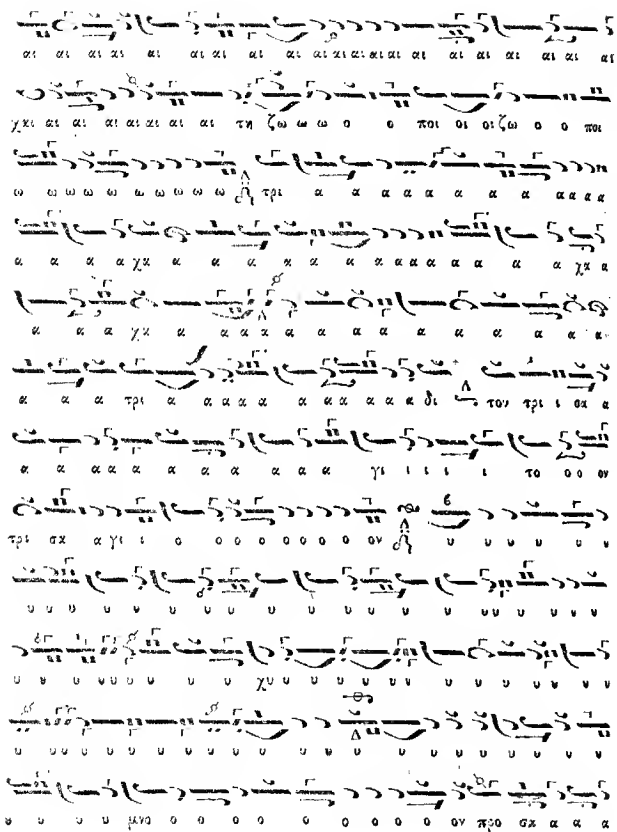 αι αι αι αι αι αι αι αι αι αι αι αι αι αι αι αι αι αι αι αι
χαι αι αι αι αι αι αι αι τη ζω ω ω ο ο ποι οι οι ζω ο ο ποι
ω ω ω ω ω ω ω ω ω ω τρι α α α α α α α α α α α α
α α α α χα α α α α α α α α α α α α α α χα α
α α α χα α α α α α α α α α α α α α α α
α α α τρι α α α α α α α α α α α α δι τον τρι ι σα α
α α α α α α α α α α α α γι ι ι ι ι το ο ο ον
τρι σα α γι ι ο ο ο ο ο ο ο ο ο ον υ υ υ υ υ υ
υ υ υ υ υ υ υ υ υ υ υ υ υ υ υ υ υ υ
υ υ υ υ υ υ υ υ υ χυ υ υ υ υ υ υ υ υ υ υ υ υ
υ υ υ υ υ υ υ υ υ υ υ υ υ υ υ υ υ υ υ υ υ
υ υ υ μνο ο ο ο ο ο ο ο ο ο ον προ σα α α α